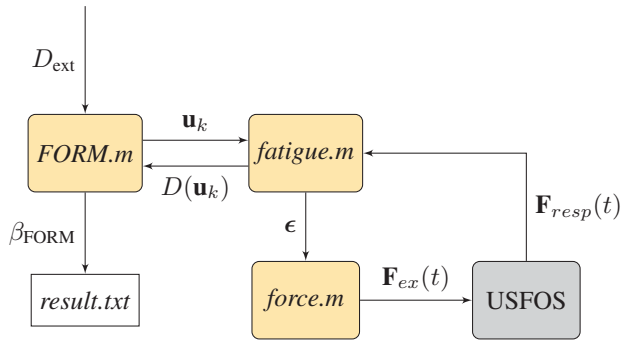 D_ext
u_k
FORM.m
fatigue.m
D(u_k)
F_resp(t)
β_FORM
ϵ
F_ex(t)
result.txt
force.m
USFOS